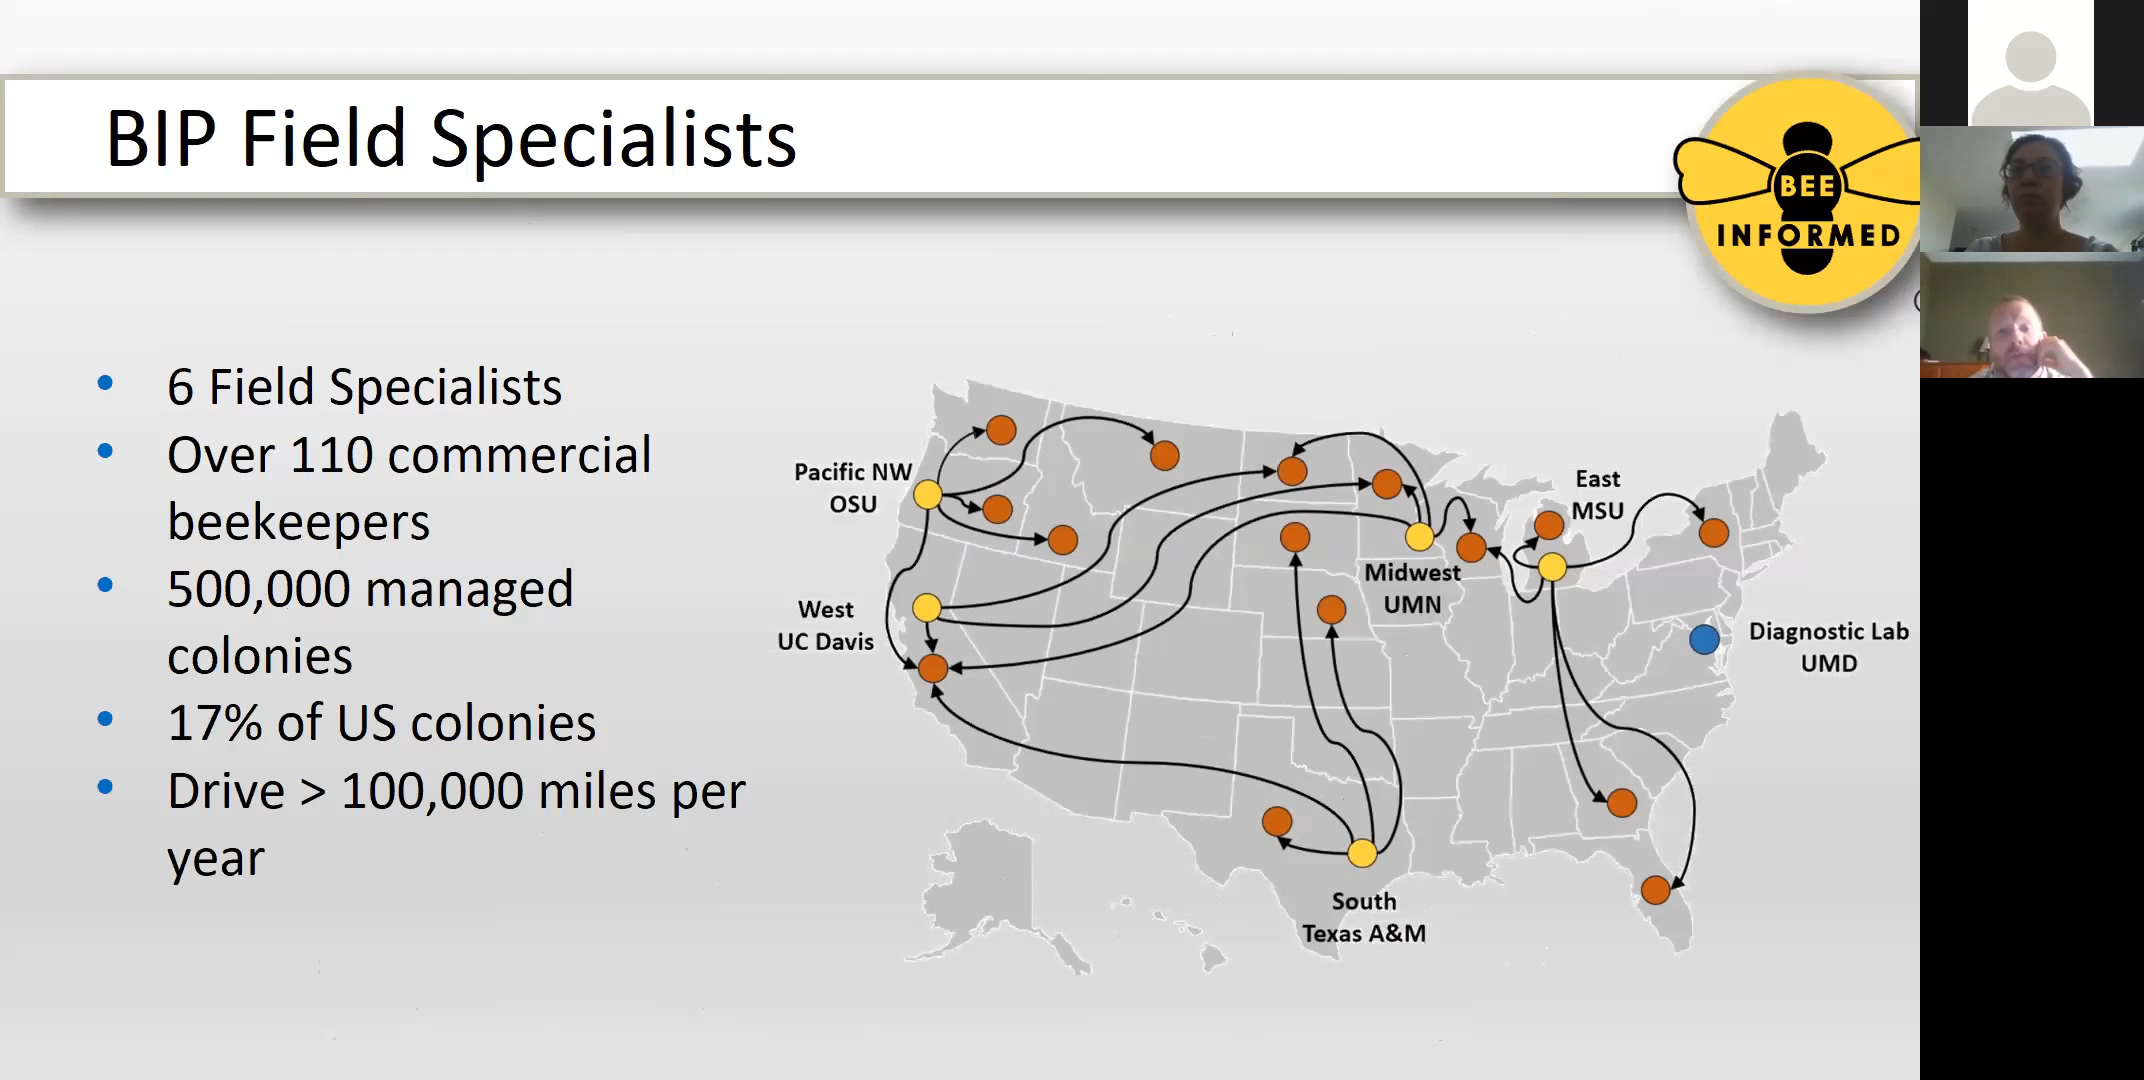 BIP Field Specialists
BEE
INFORMED
6 Field Specialists
Over 110 commercial
beekeepers
500,000 managed
colonies
17% of US colonies
Drive > 100,000 miles per
year
Pacific NW
OSU
West
UC Davis
Midwest
UMN
East
MSU
Diagnostic Lab
UMD
South
Texas A&M